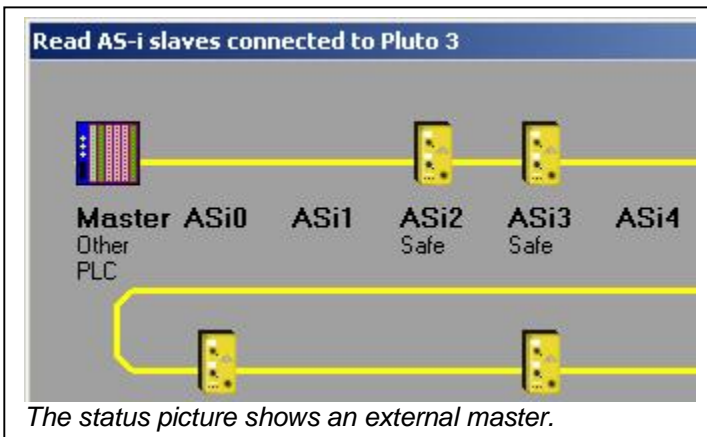 Read AS-i slaves connected to Pluto 3
Master ASi0 ASi1 ASi2 ASi3 ASi4
Other Safe Safe
PLC
The status picture shows an external master.